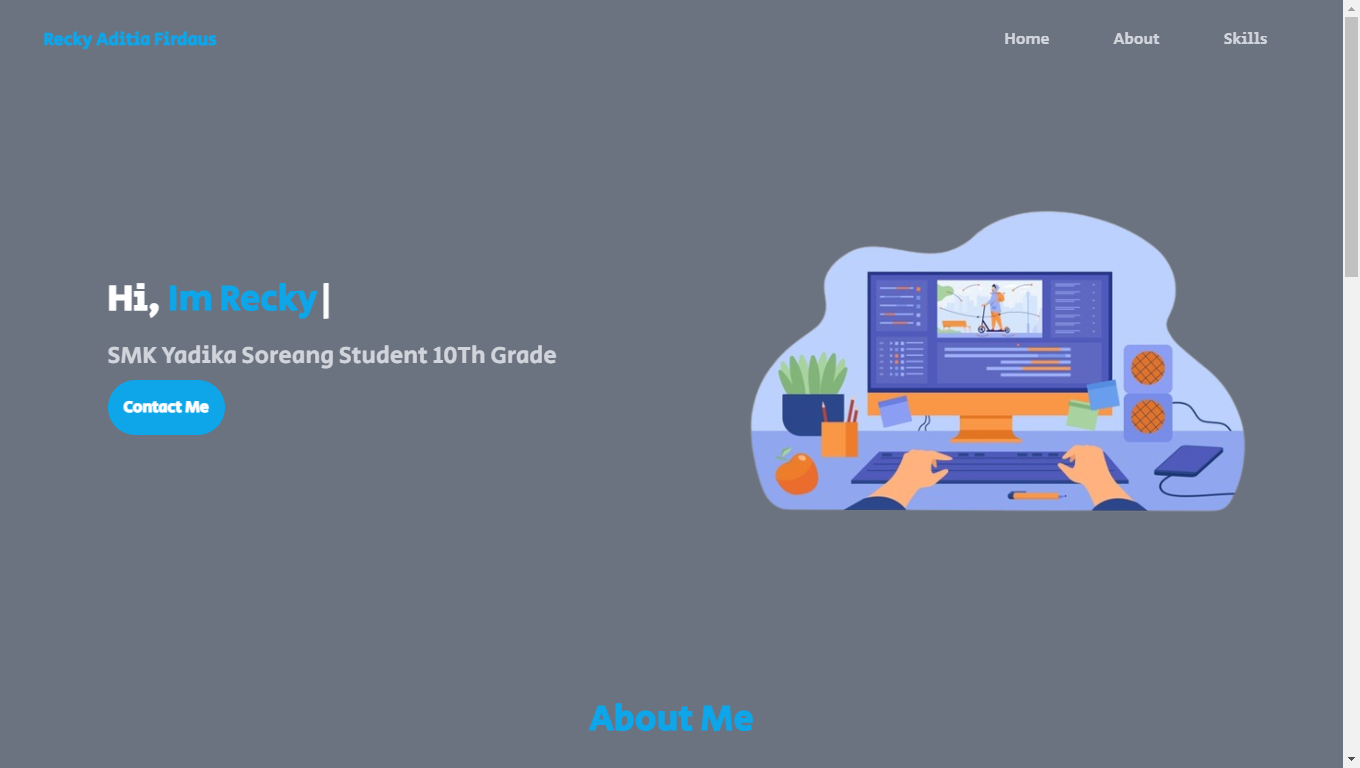 Recky Aditia Firdaus
Home
About
Skills
Hi, Im Recky|
SMK Yadika Soreang Student 10Th Grade
Contact Me
About Me